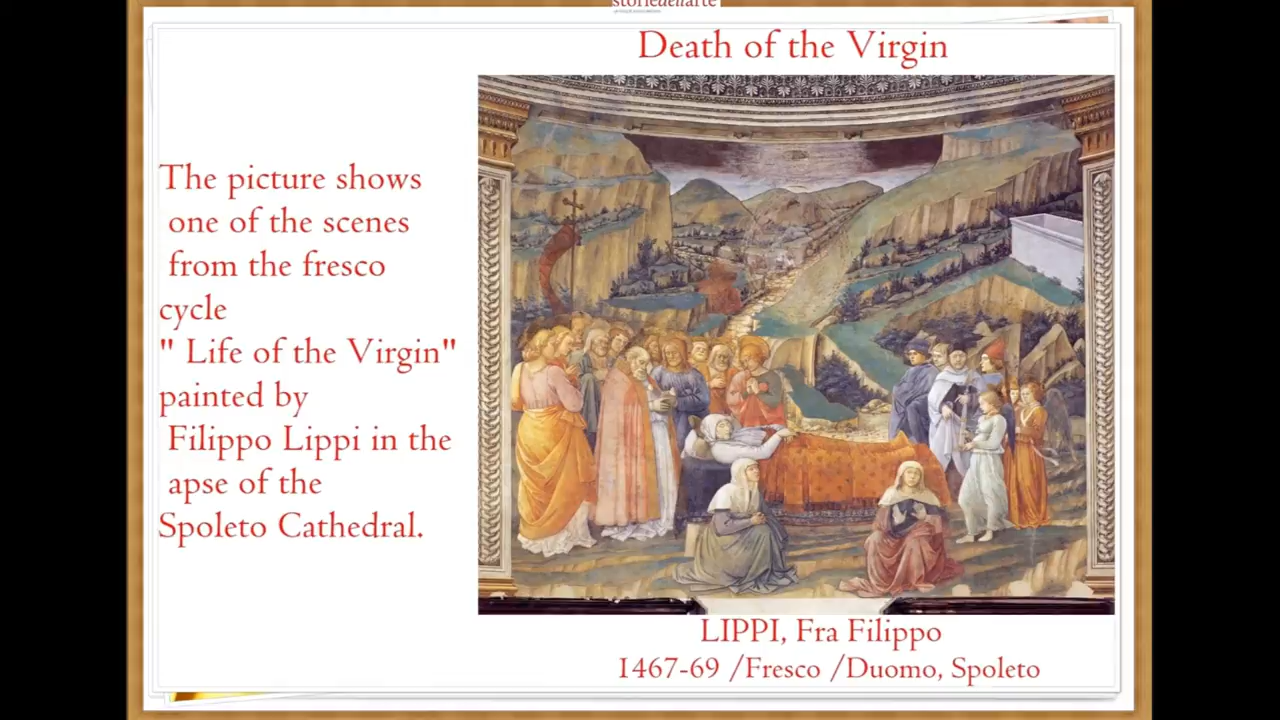 storiedellarte
Death of the Virgin
The picture shows
one of the scenes
from the fresco
cycle
" Life of the Virgin"
painted by
Filippo Lippi in the
apse of the
Spoleto Cathedral.
LIPPI, Fra Filippo
1467-69 /Fresco /Duomo, Spoleto